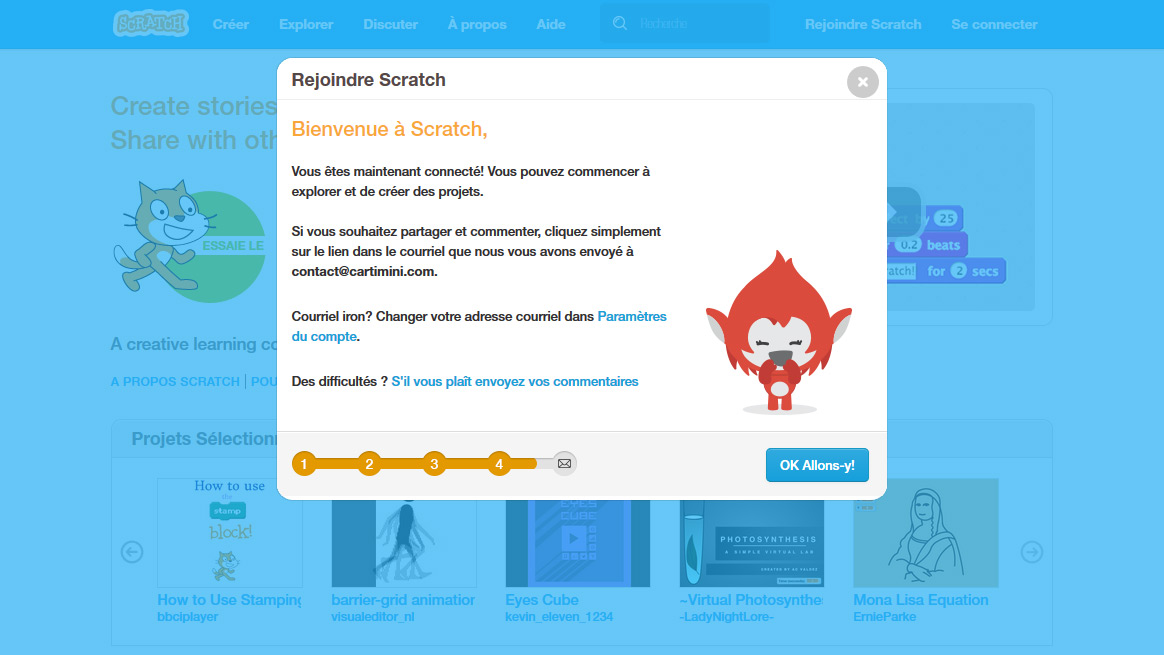 SCRATCH Créer Explorer Discuter À propos Aide Recherche Rejoindre Scratch Se connecter
Rejoindre Scratch
Bienvenue à Scratch,
Vous êtes maintenant connecté! Vous pouvez commencer à
explorer et de créer des projets.
Si vous souhaitez partager et commenter, cliquez simplement
sur le lien dans le courriel que nous vous avons envoyé à
contact@cartimini.com.
Courriel iron? Changer votre adresse courriel dans Paramètres
du compte.
Des difficultés ? S'il vous plaît envoyez vos commentaires
1 2 3 4
OK Allons-y!
Create stories
Share with oth
ESSAIE LE
by 25
0.2 beats
atch! for 2 secs
A creative learning co
A PROPOS SCRATCH | POU
Projets Sélection
How to use
the
stamp
block!
EYES
CUBE
PHOTOSYNTHESIS
A SIMPLE VIRTUAL LAB
How to Use Stamping barrier-grid animation Eyes Cube ~Virtual Photosynthes Mona Lisa Equation
bbciplayer visualeditor_nl kevin_eleven_1234 -LadyNightLore- ErnieParke